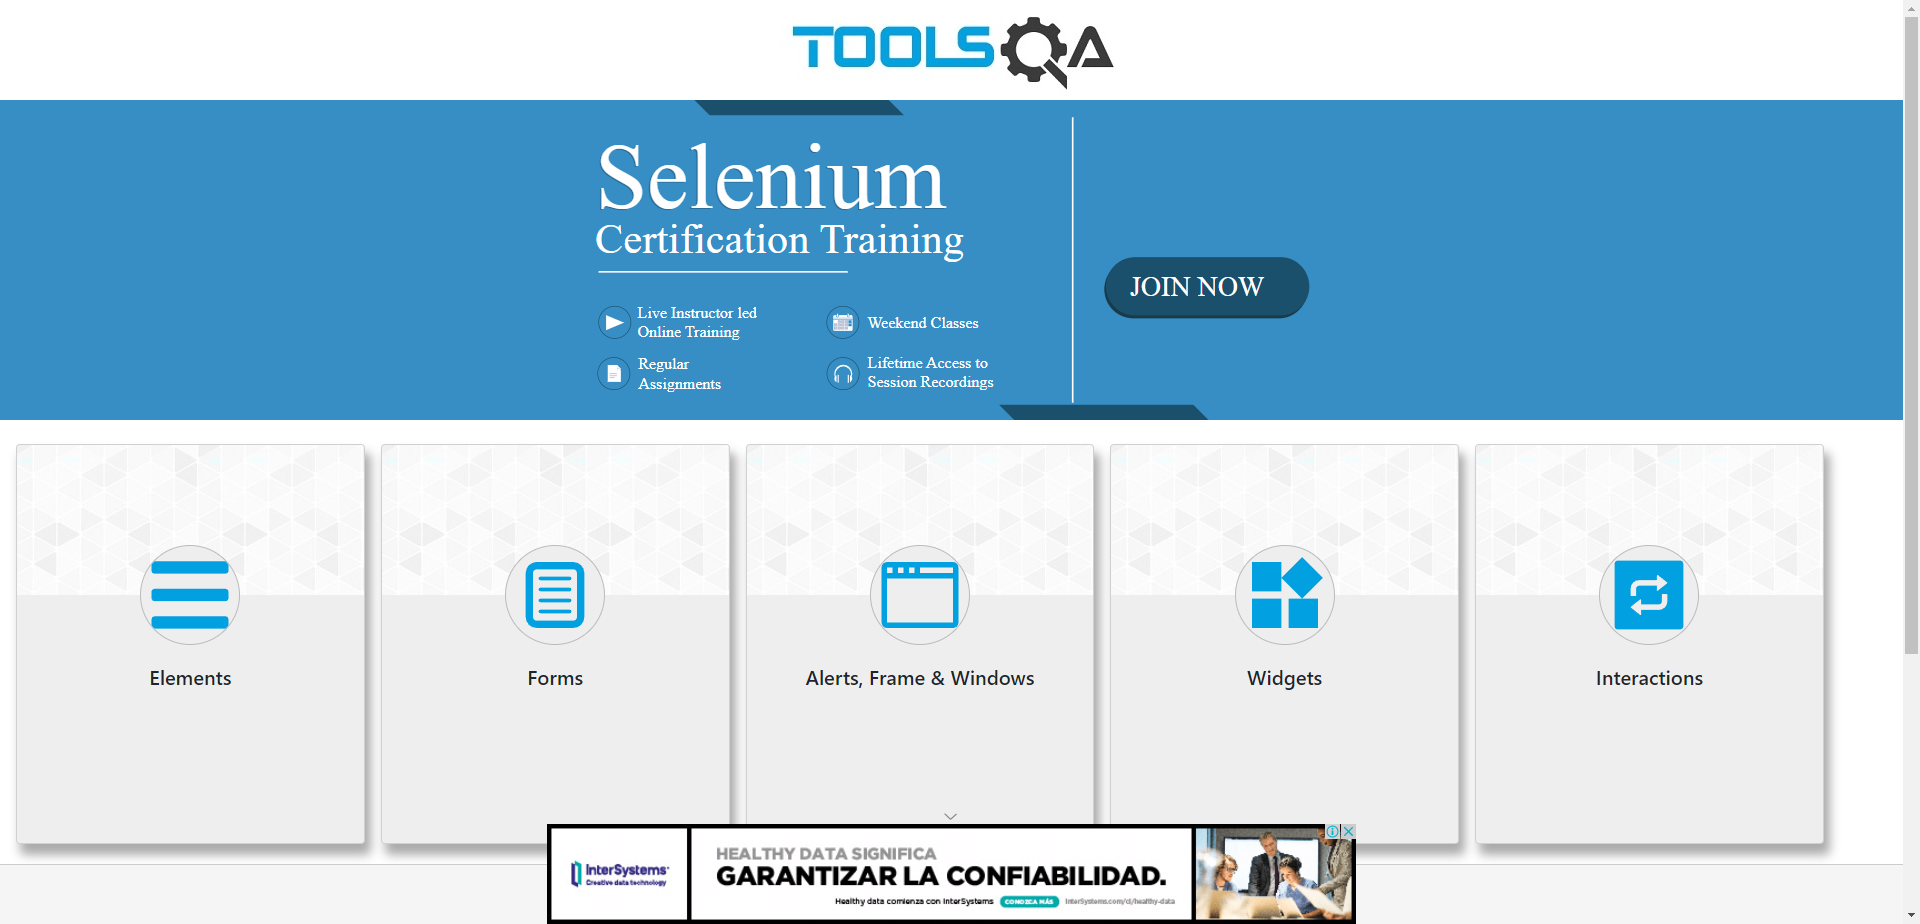 TOOLSQA
Selenium
Certification Training
Live Instructor led
Online Training
Weekend Classes
Regular
Assignments
Lifetime Access to
Session Recordings
JOIN NOW
Elements
Forms
Alerts, Frame & Windows
Widgets
Interactions
InterSystems
Creative data technology
HEALTHY DATA SIGNIFICA
GARANTIZAR LA CONFIABILIDAD.
Healthy data comienza con InterSystems CONOZCA MÁS InterSystems.com/cl/healthy-data